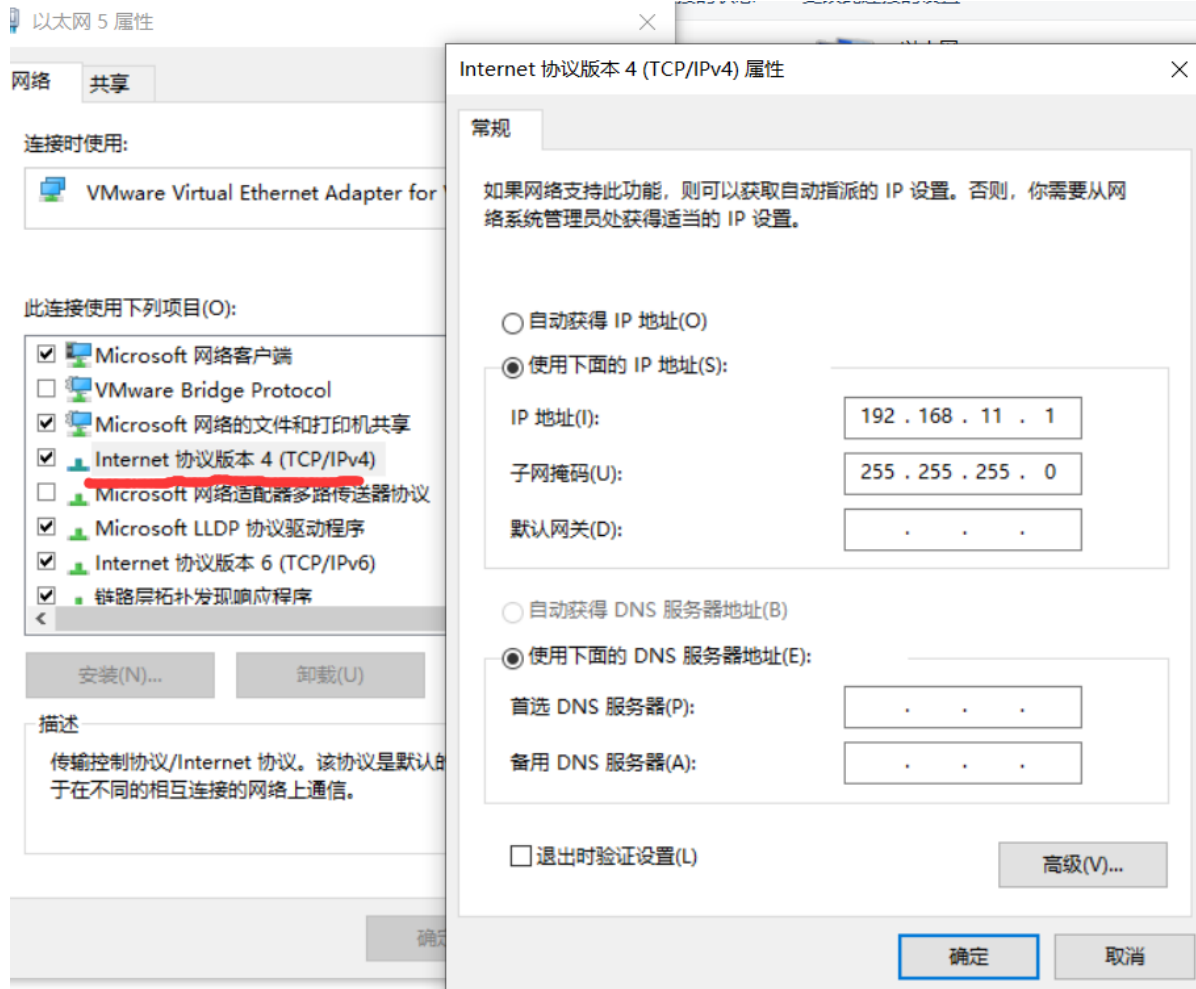 以太网 5 属性
网络
共享
连接时使用:
VMware Virtual Ethernet Adapter for
此连接使用下列项目(O):
Microsoft 网络客户端
VMware Bridge Protocol
Microsoft 网络的文件和打印机共享
Internet 协议版本 4 (TCP/IPv4)
Microsoft 网络适配器多路传送器协议
Microsoft LLDP 协议驱动程序
Internet 协议版本 6 (TCP/IPv6)
链路层拓扑发现响应程序
安装(N)...
卸载(U)
描述
传输控制协议/Internet 协议。该协议是默认的
于在不同的相互连接的网络上通信。
确定
Internet 协议版本 4 (TCP/IPv4) 属性
常规
如果网络支持此功能，则可以获取自动指派的 IP 设置。否则，你需要从网
络系统管理员处获得适当的 IP 设置。
自动获得 IP 地址(O)
使用下面的 IP 地址(S):
IP 地址(I):
192 . 168 . 11 . 1
子网掩码(U):
255 . 255 . 255 . 0
默认网关(D):
. . .
自动获得 DNS 服务器地址(B)
使用下面的 DNS 服务器地址(E):
首选 DNS 服务器(P):
. . .
备用 DNS 服务器(A):
. . .
退出时验证设置(L)
高级(V)...
确定
取消